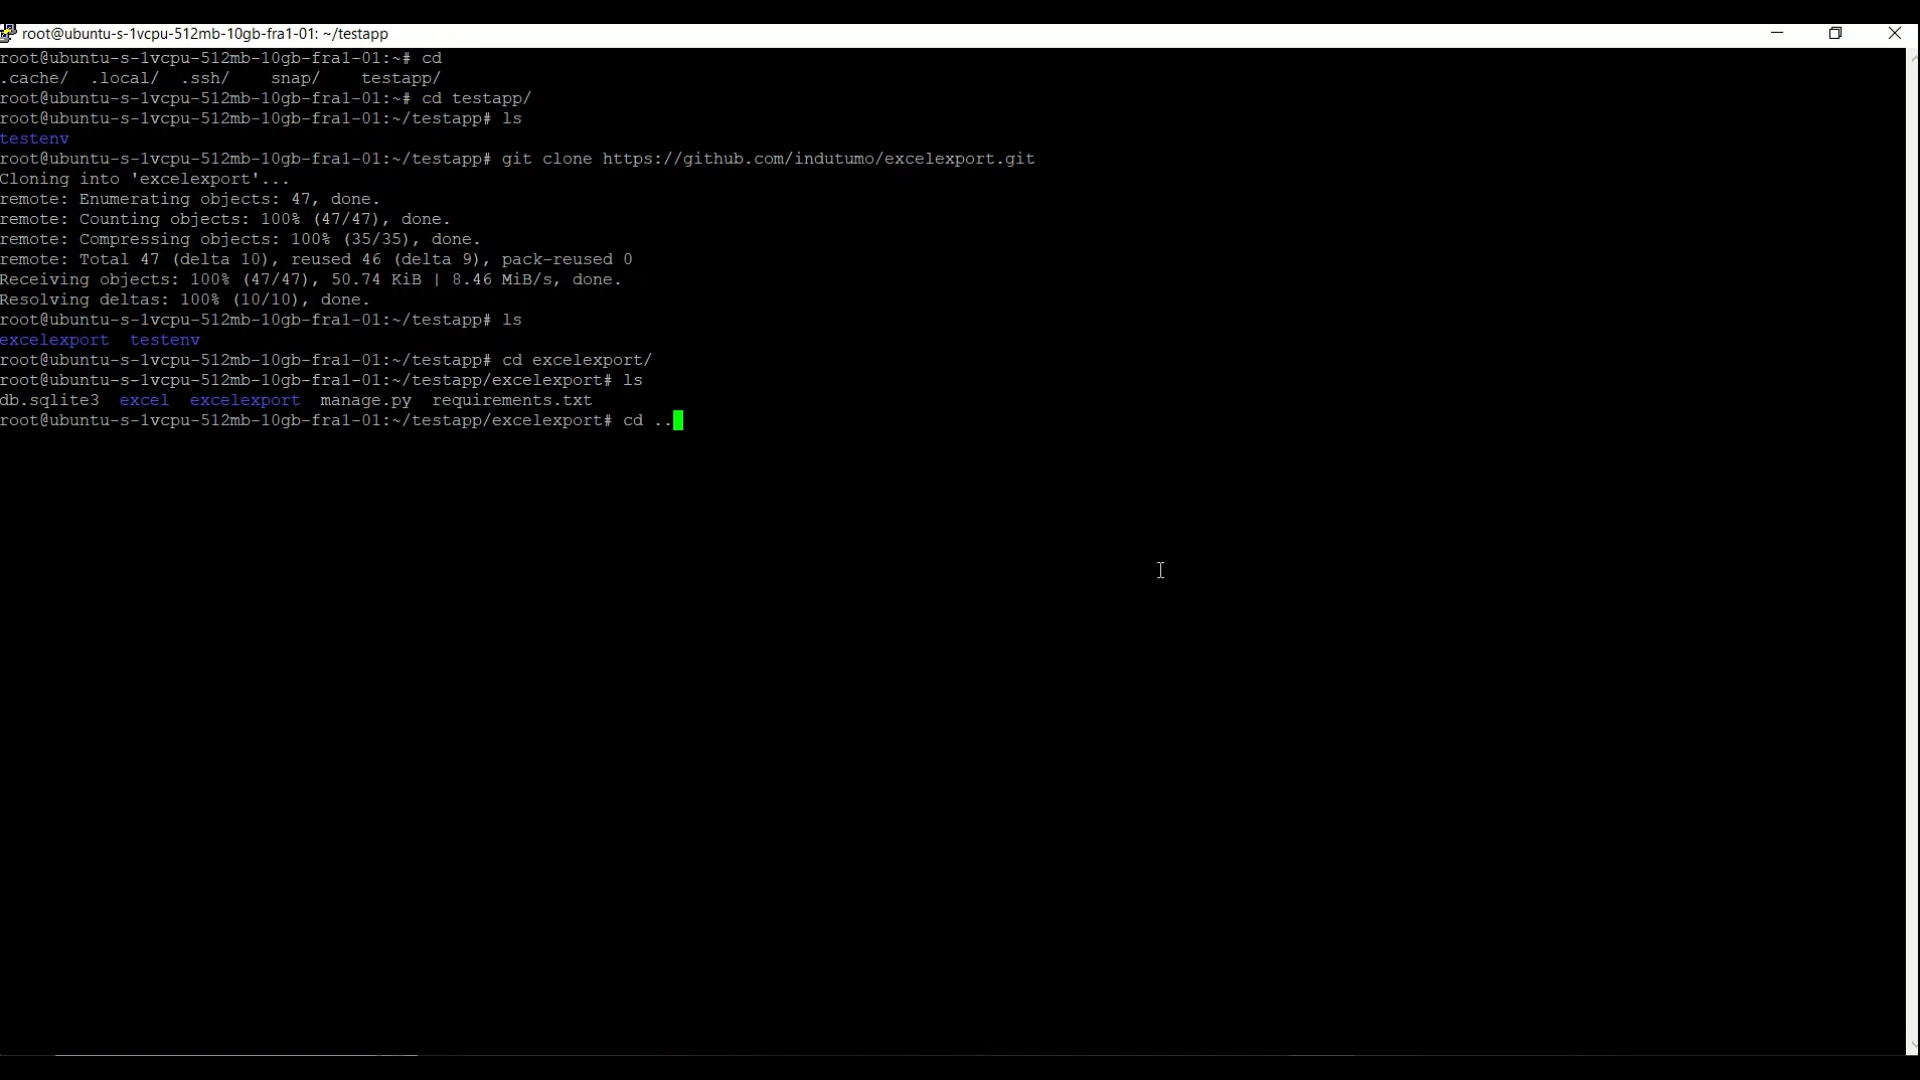 root@ubuntu-s-1vcpu-512mb-10gb-fra1-01: ~/testapp
root@ubuntu-s-1vcpu-512mb-10gb-fra1-01:~# cd
.cache/  .local/  .ssh/    snap/    testapp/
root@ubuntu-s-1vcpu-512mb-10gb-fra1-01:~# cd testapp/
root@ubuntu-s-1vcpu-512mb-10gb-fra1-01:~/testapp# ls
testenv
root@ubuntu-s-1vcpu-512mb-10gb-fra1-01:~/testapp# git clone https://github.com/indutumo/excelexport.git
Cloning into 'excelexport'...
remote: Enumerating objects: 47, done.
remote: Counting objects: 100% (47/47), done.
remote: Compressing objects: 100% (35/35), done.
remote: Total 47 (delta 10), reused 46 (delta 9), pack-reused 0
Receiving objects: 100% (47/47), 50.74 KiB | 8.46 MiB/s, done.
Resolving deltas: 100% (10/10), done.
root@ubuntu-s-1vcpu-512mb-10gb-fra1-01:~/testapp# ls
excelexport  testenv
root@ubuntu-s-1vcpu-512mb-10gb-fra1-01:~/testapp# cd excelexport/
root@ubuntu-s-1vcpu-512mb-10gb-fra1-01:~/testapp/excelexport# ls
db.sqlite3  excel  excelexport  manage.py  requirements.txt
root@ubuntu-s-1vcpu-512mb-10gb-fra1-01:~/testapp/excelexport# cd ..